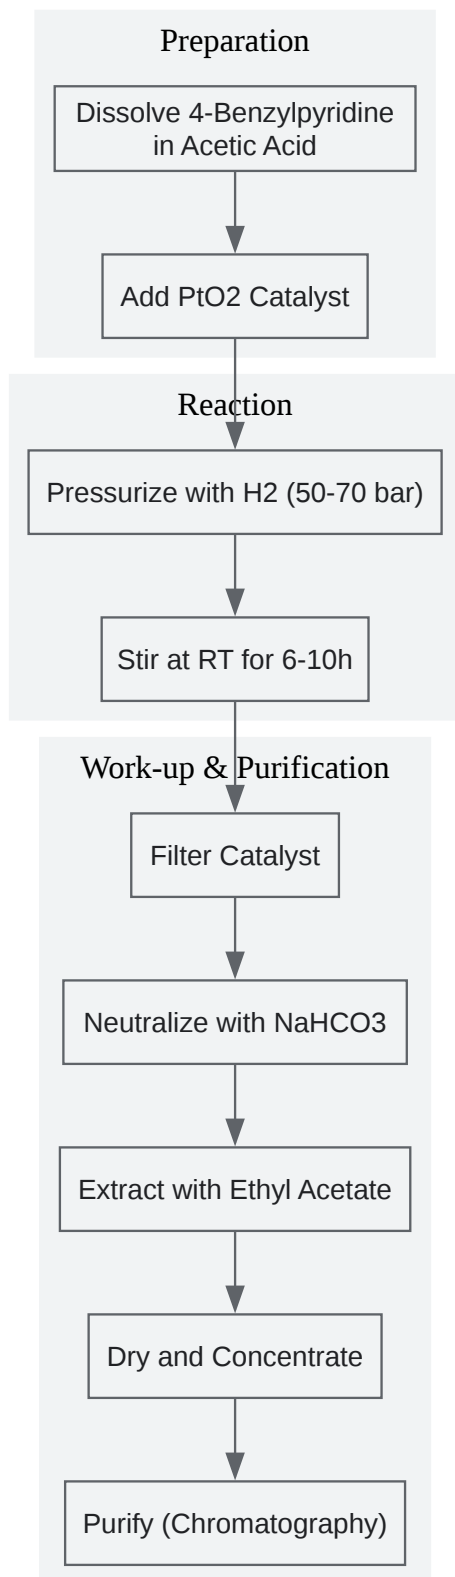 Preparation
Dissolve 4-Benzylpyridine
in Acetic Acid
Add PtO2 Catalyst
Reaction
Pressurize with H2 (50-70 bar)
Stir at RT for 6-10h
Work-up & Purification
Filter Catalyst
Neutralize with NaHCO3
Extract with Ethyl Acetate
Dry and Concentrate
Purify (Chromatography)